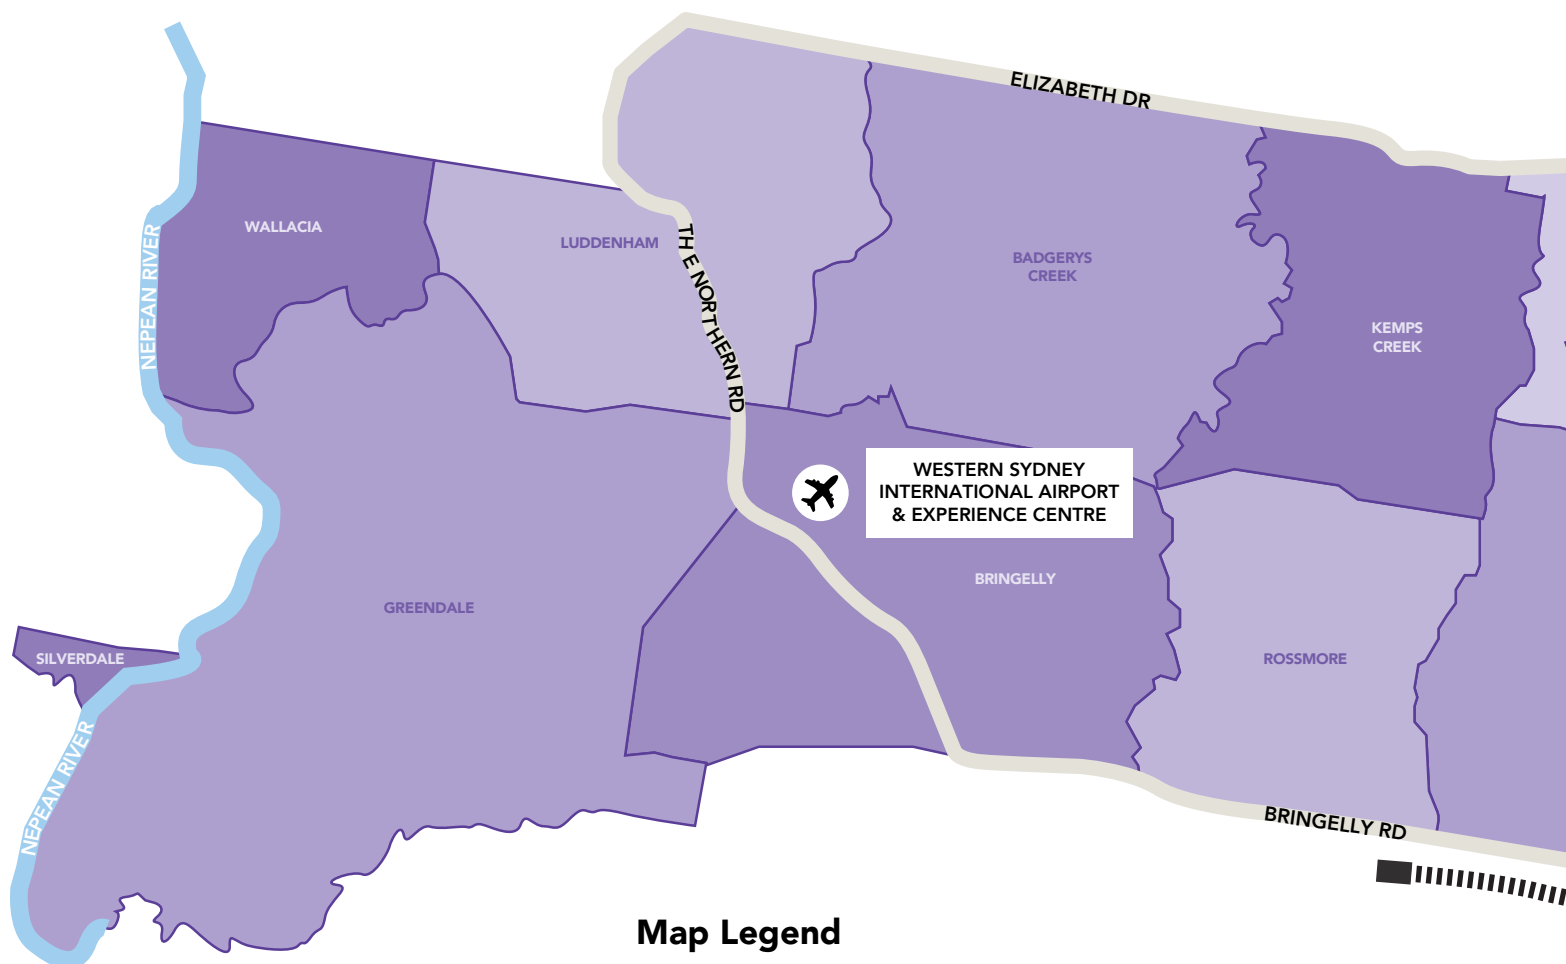 ELIZABETH DR
WALLACIA
LUDDENHAM
NEPEAN RIVER
THE NORTHERN RD
BADGERYS
CREEK
KEMPS
CREEK
WESTERN SYDNEY
INTERNATIONAL AIRPORT
& EXPERIENCE CENTRE
BRINGELLY
GREENDALE
SILVERDALE
ROSSMORE
NEPEAN RIVER
BRINGELLY RD
Map Legend